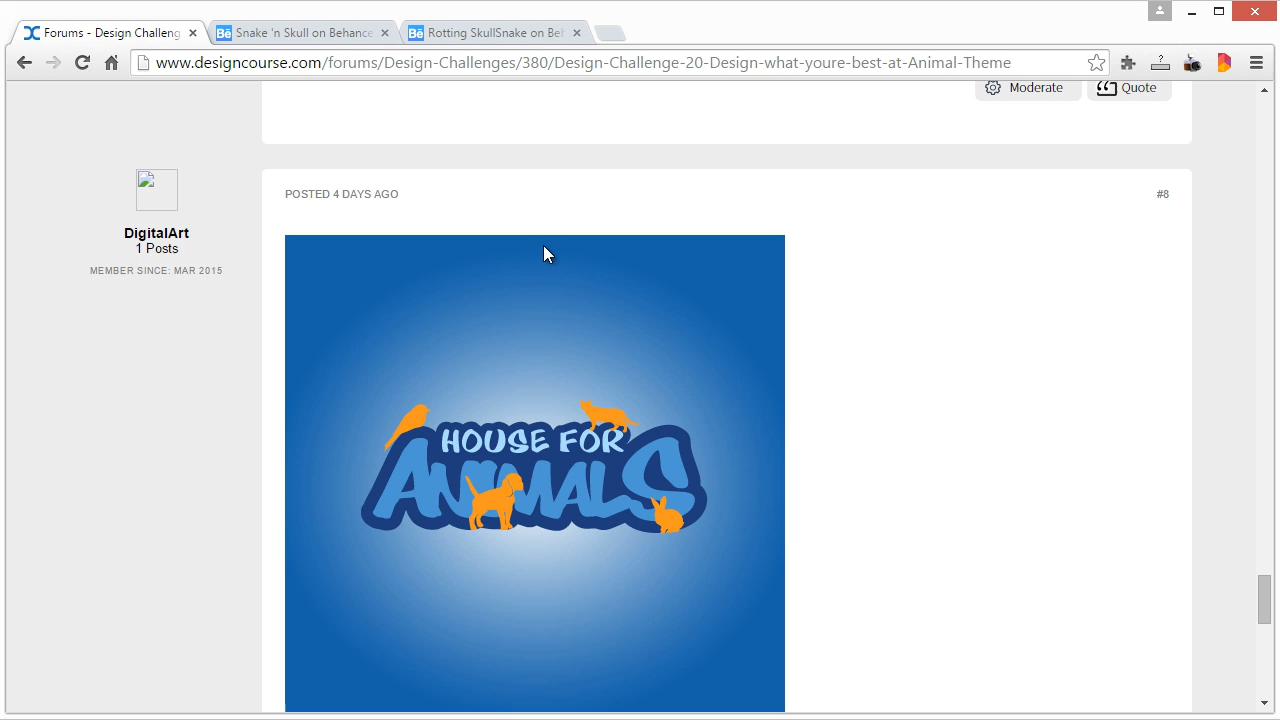 Forums - Design Challeng
Snake 'n Skull on Behance
Rotting SkullSnake on Beh
www.designcourse.com/forums/Design-Challenges/380/Design-Challenge-20-Design-what-youre-best-at-Animal-Theme
Moderate
Quote
POSTED 4 DAYS AGO
#8
DigitalArt
1 Posts
MEMBER SINCE: MAR 2015
HOUSE FOR
ANIMALS